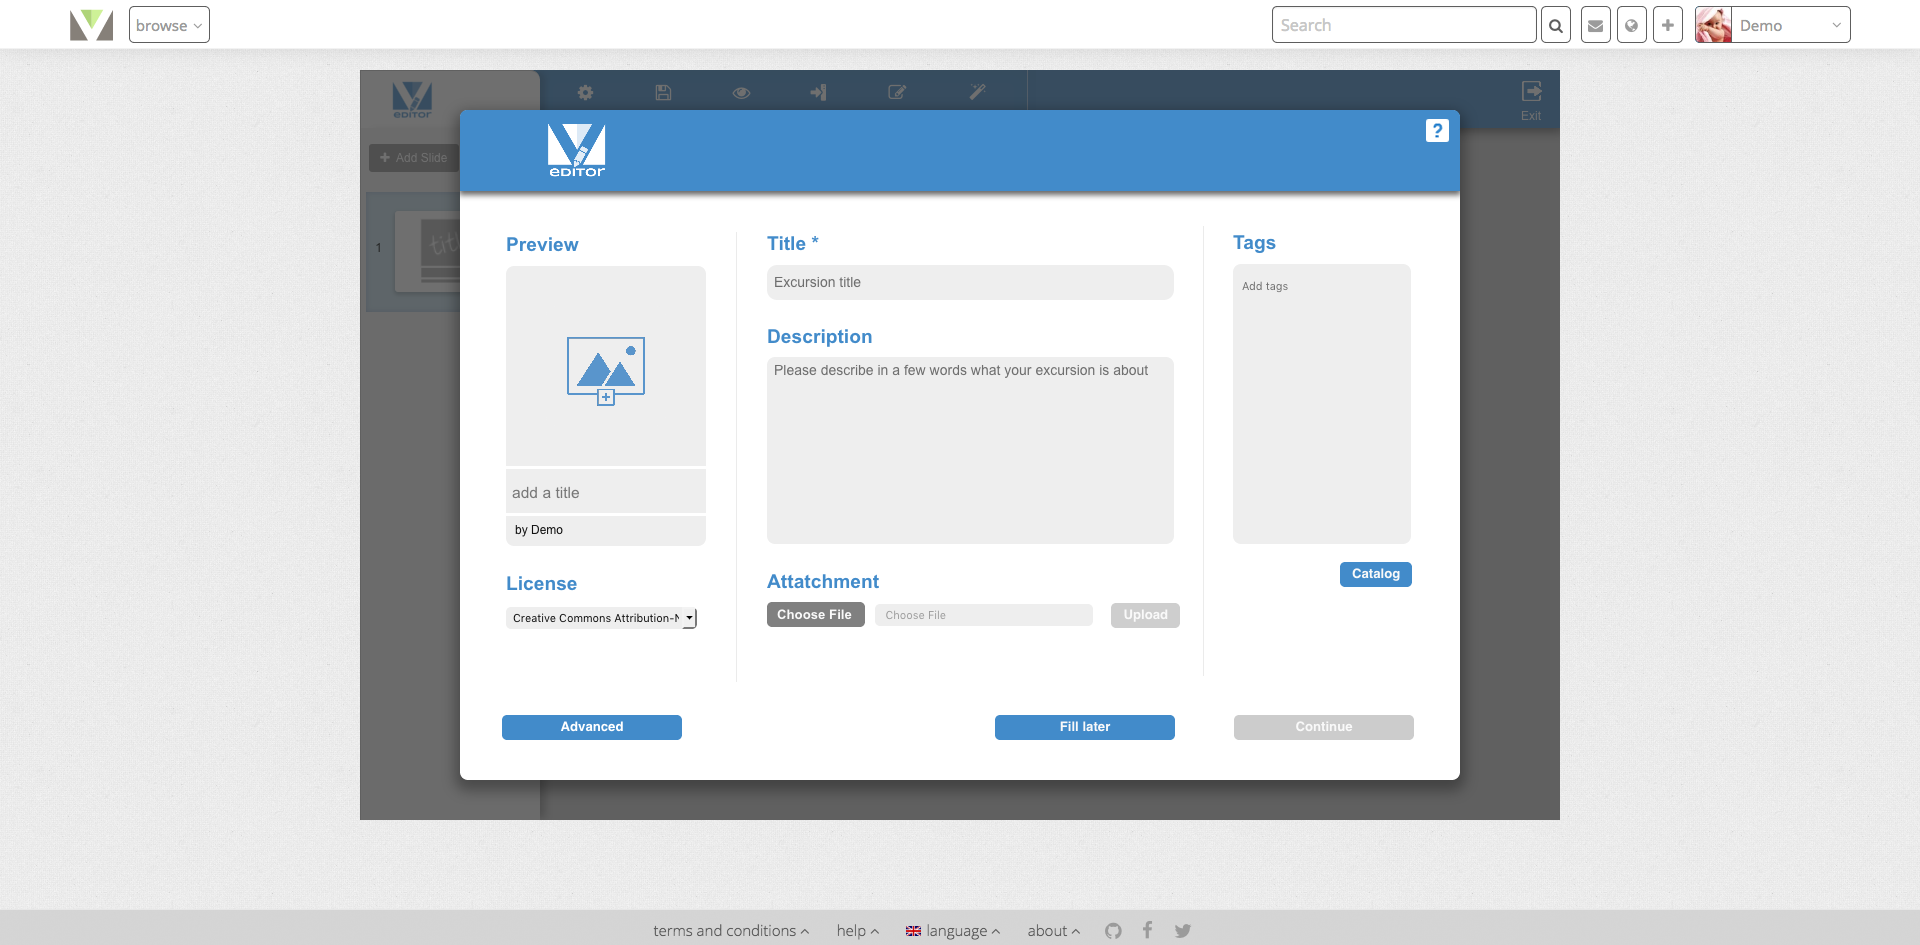 browse
Search
Demo
EDITOR
Exit
+ Add Slide
1
title
EDITOR
?
Preview
Title *
Tags
Excursion title
Add tags
Description
Please describe in a few words what your excursion is about
add a title
by Demo
Catalog
License
Attatchment
Creative Commons Attribution-N
Choose File
Choose File
Upload
Advanced
Fill later
Continue
terms and conditions
help
language
about